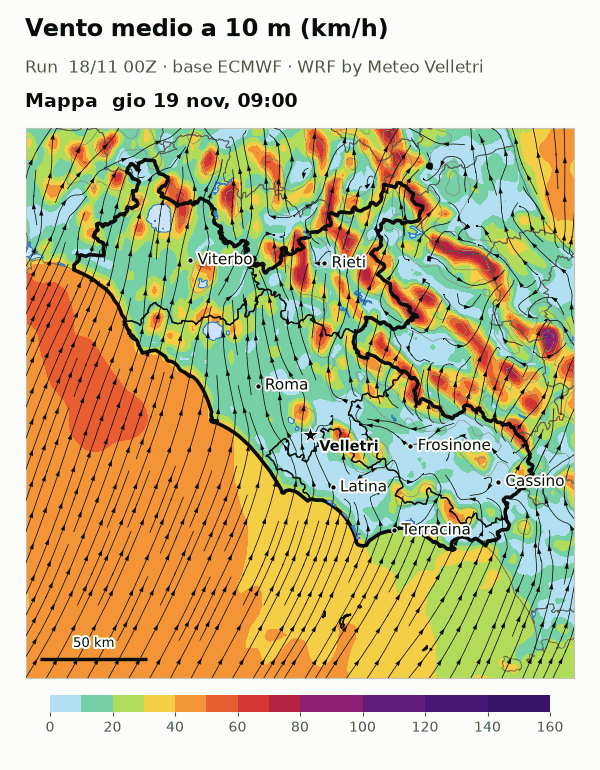 Vento medio a 10 m (km/h)
Run 18/11 00Z · base ECMWF · WRF by Meteo Velletri
Mappa gio 19 nov, 09:00
Viterbo
Rieti
Roma
Velletri
Frosinone
Latina
Cassino
Terracina
50 km
0 20 40 60 80 100 120 140 160